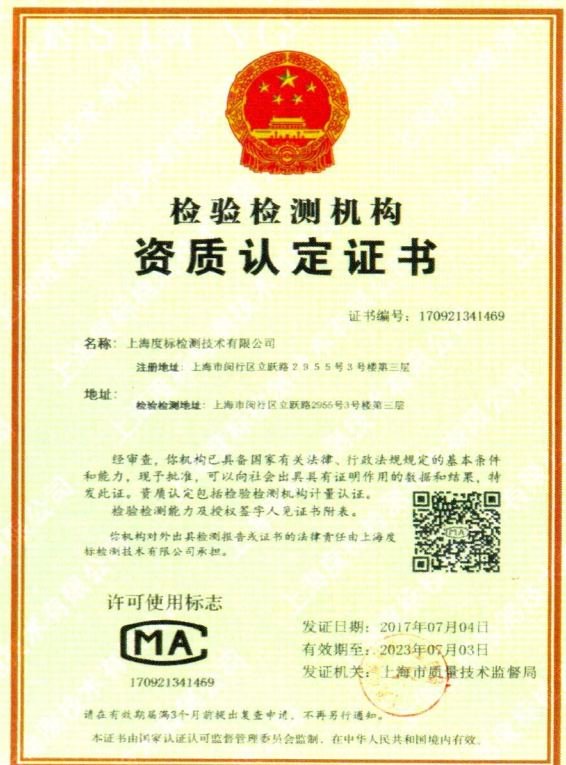 检验检测机构
资质认定证书
证书编号：170921341469
名称：上海度标检测技术有限公司
注册地址：上海市闵行区立跃路２９５５号３号楼第三层
地址：
检验检测地址：上海市闵行区立跃路2955号3号楼第三层
经审查，你机构已具备国家有关法律、行政法规规定的基本条件
和能力，现予批准，可以向社会出具具有证明作用的数据和结果，特
发此证。资质认定包括检验检测机构计量认证。
检验检测能力及授权签字人见证书附表。
你机构对外出具检测报告或证书的法律责任由上海度
标检测技术有限公司承担。
许可使用标志
MA
170921341469
发证日期：2017年07月04日
有效期至：2023年07月03日
发证机关：上海市质量技术监督局
请在有效期届满3个月前提出复查申请，不再另行通知。
本证书由国家认证认可监督管理委员会监制，在中华人民共和国境内有效。